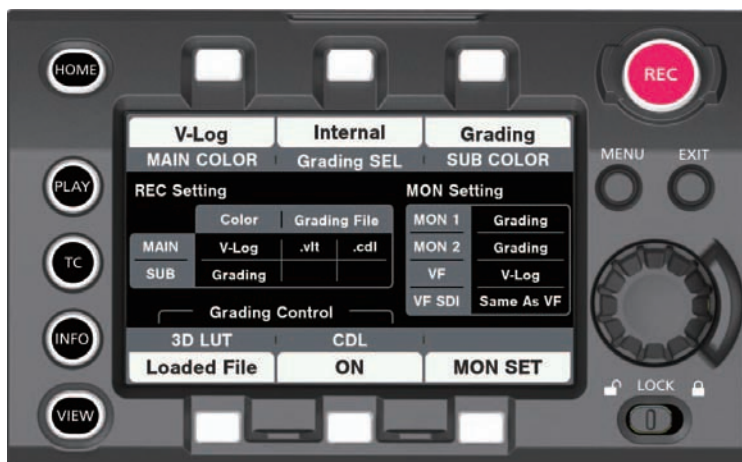 HOME
REC
V-Log Internal Grading
MAIN COLOR Grading SEL SUB COLOR
MENU EXIT
PLAY
REC Setting MON Setting
Color Grading File MON 1 Grading
MAIN V-Log .vlt .cdl MON 2 Grading
TC
SUB Grading VF V-Log
VF SDI Same As VF
Grading Control
INFO
3D LUT CDL
Loaded File ON MON SET
LOCK
VIEW